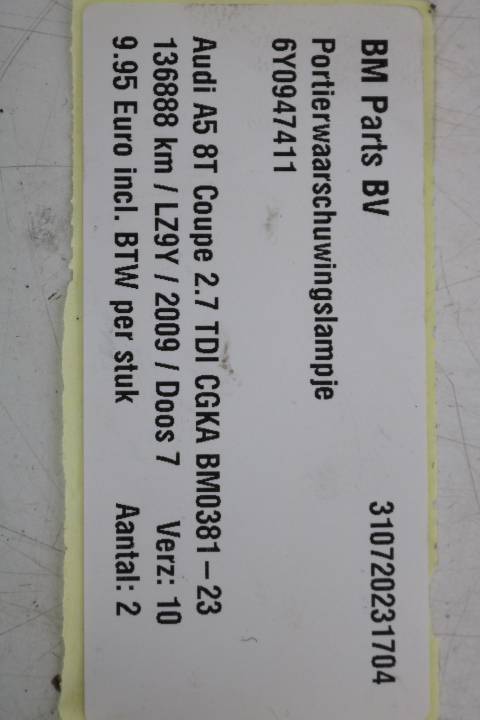 BM Parts BV 310720231704
Portierwaarschuwingslampje
6Y0947411
Audi A5 8T Coupe 2.7 TDI CGKA BM0381-23
136888 km / LZ9Y / 2009 / Doos 7 Verz: 10
9.95 Euro incl. BTW per stuk Aantal: 2